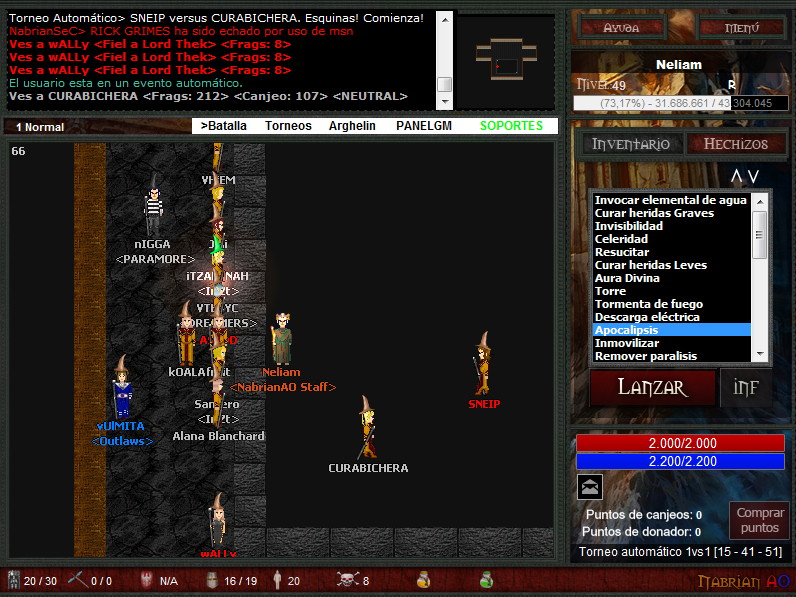 Torneo Automático> SNEIP versus CURABICHERA. Esquinas! Comienza!
NabrianSeC> RICK GRIMES ha sido echado por uso de msn
Ves a wALLy <Fiel a Lord Thek> <Frags: 8>
Ves a wALLy <Fiel a Lord Thek> <Frags: 8>
Ves a wALLy <Fiel a Lord Thek> <Frags: 8>
El usuario esta en un evento automático.
Ves a CURABICHERA <Frags: 212> <Canjeo: 107> <NEUTRAL>
1 Normal
>Batalla Torneos Arghelin PANELGM SOPORTES
66
nIGGA
<PARAMORE>
iTZA NAH
kOALAf
Neliam
<NabrianAO Staff>
SNEIP
vUlMITA
<Outlaws>
Alana Blanchard
CURABICHERA
wALLy
Ayuda Menú
Neliam
Nivel: 49
R
(73,17%) - 31.686.661 / 43.304.045
Inventario Hechizos
Invocar elemental de agua
Curar heridas Graves
Invisibilidad
Celeridad
Resucitar
Curar heridas Leves
Aura Divina
Torre
Tormenta de fuego
Descarga eléctrica
Apocalipsis
Inmovilizar
Remover paralisis
Lanzar inf
2.000/2.000
2.200/2.200
Puntos de canjeos: 0
Puntos de donador: 0
Comprar
puntos
Torneo automático 1vs1 [15 - 41 - 51]
20 / 30 0 / 0 N/A 16 / 19 20 8
Nabrian AO